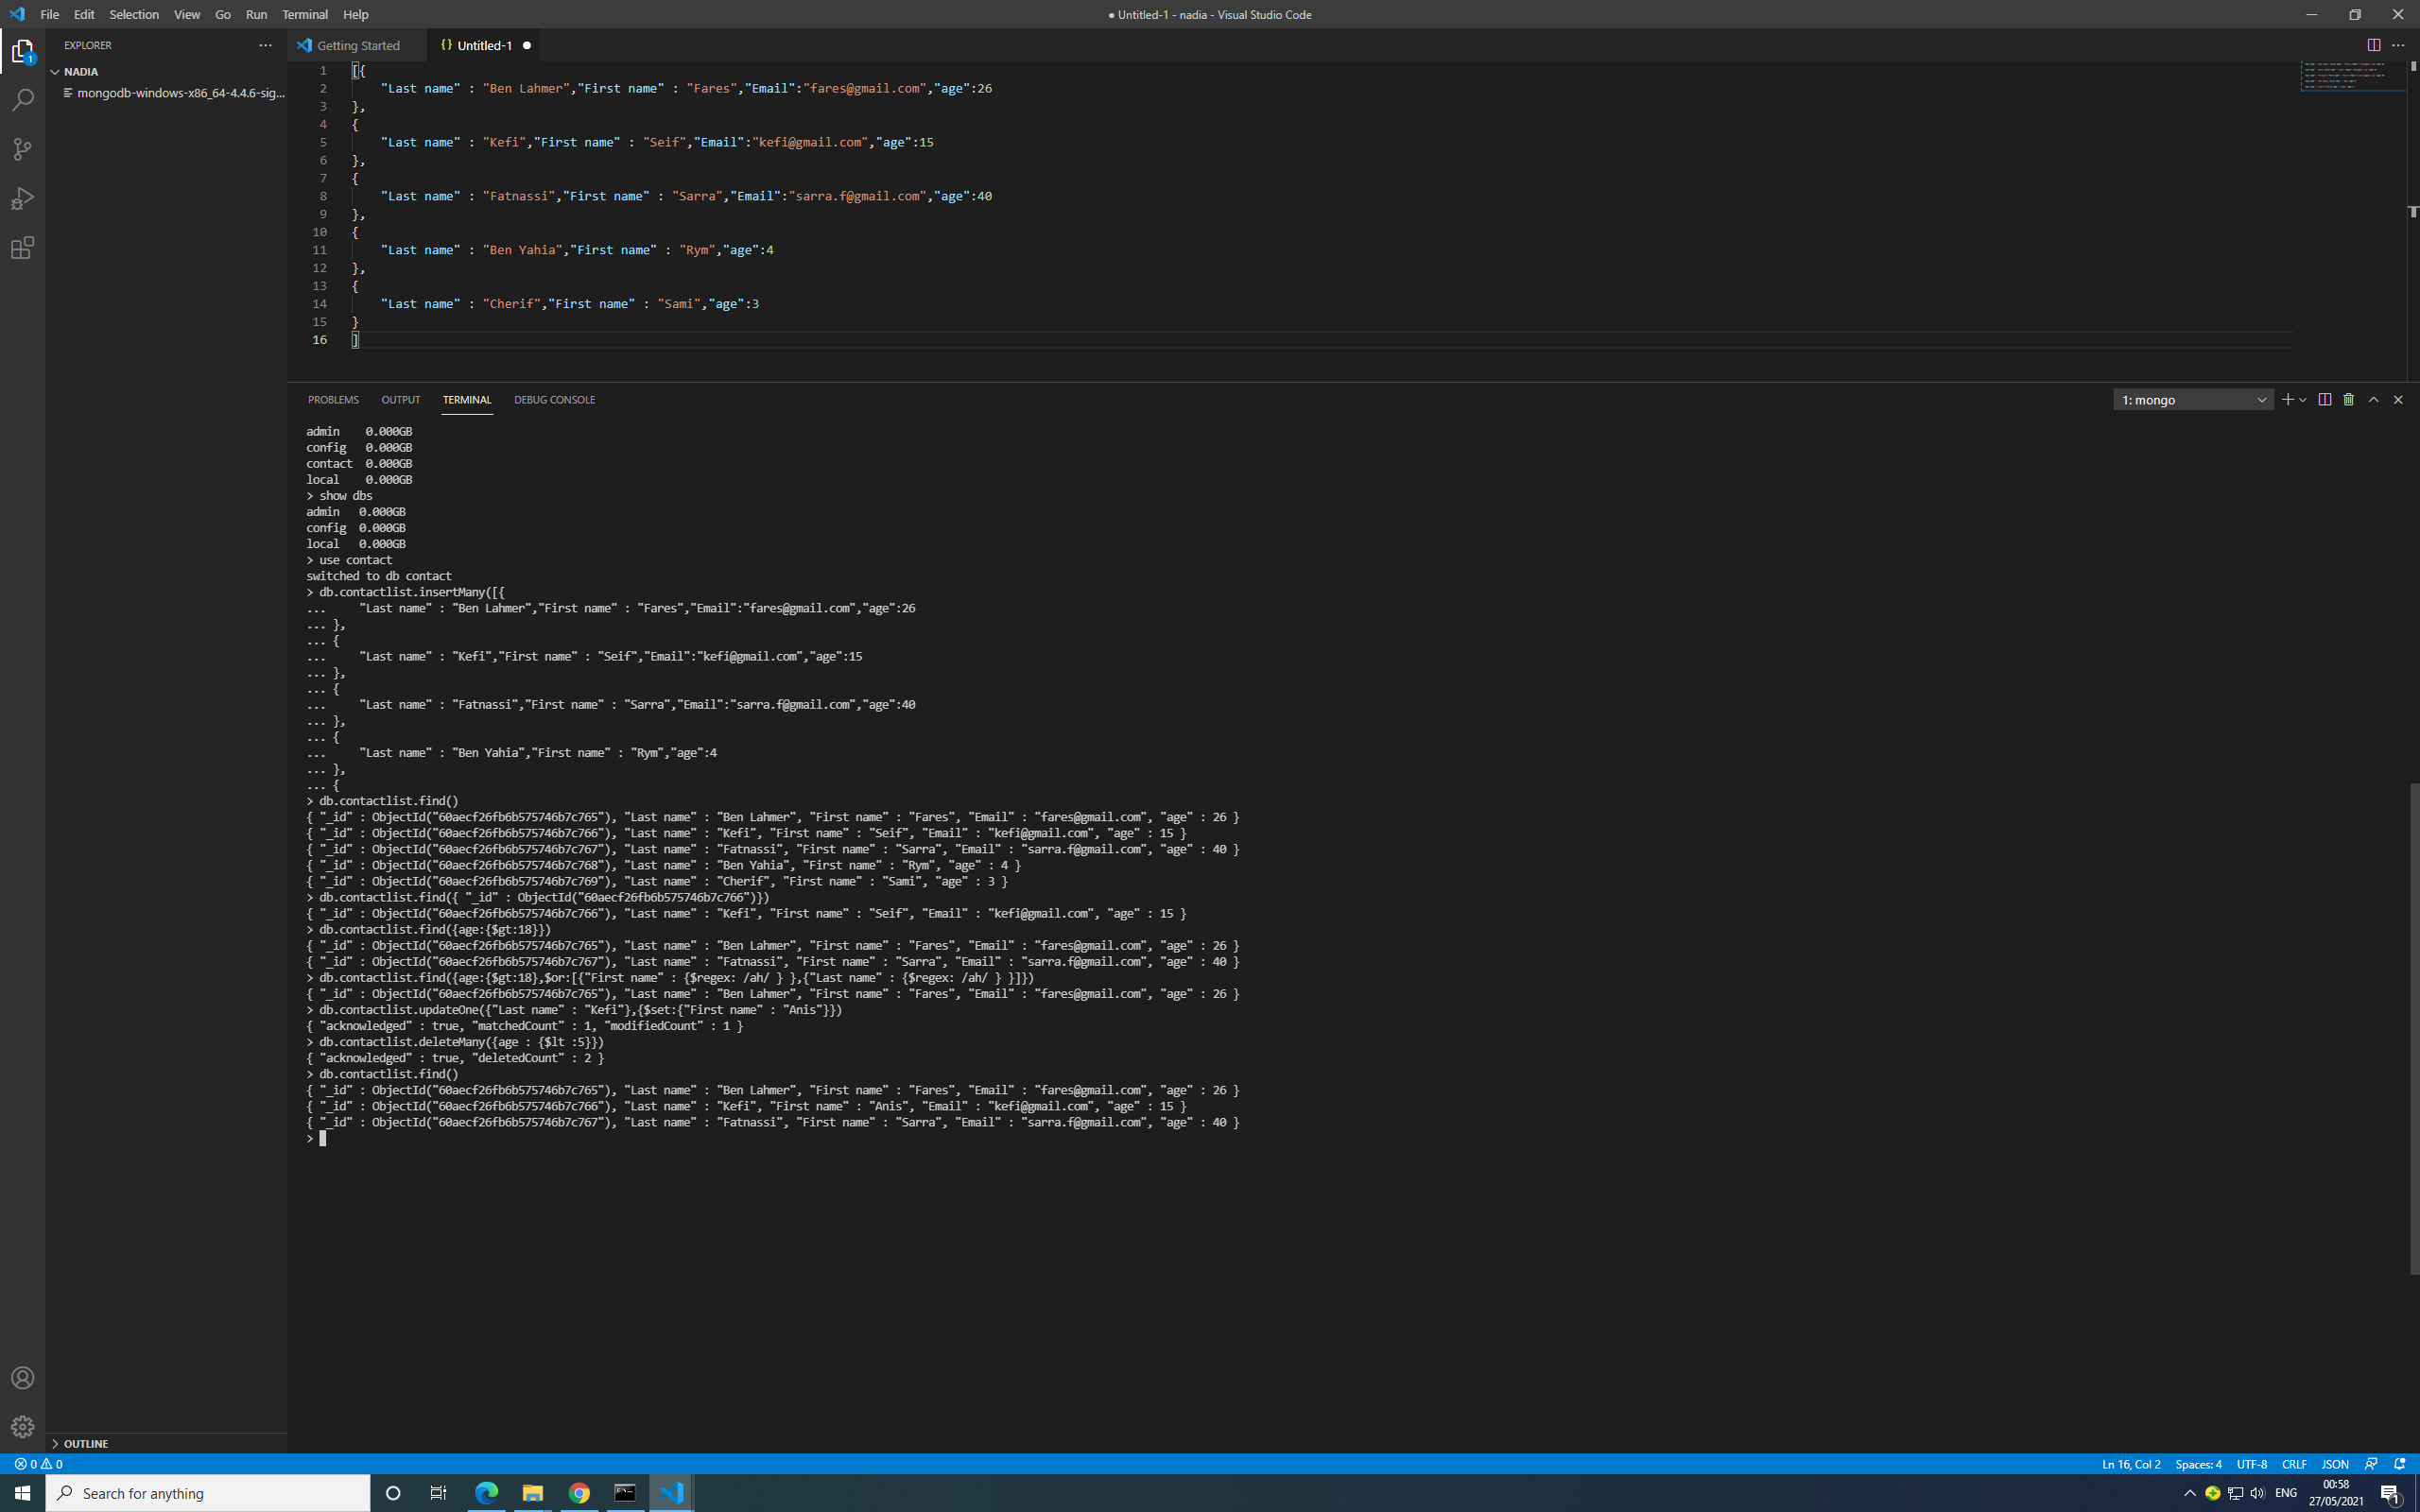 File Edit Selection View Go Run Terminal Help
● Untitled-1 - nadia - Visual Studio Code
EXPLORER
Getting Started
{} Untitled-1 ●
NADIA
mongodb-windows-x86_64-4.4.6-sig...
1 [{
2 "Last name" : "Ben Lahmer","First name" : "Fares","Email":"fares@gmail.com","age":26
3 },
4 {
5 "Last name" : "Kefi","First name" : "Seif","Email":"kefi@gmail.com","age":15
6 },
7 {
8 "Last name" : "Fatnassi","First name" : "Sarra","Email":"sarra.f@gmail.com","age":40
9 },
10 {
11 "Last name" : "Ben Yahia","First name" : "Rym","age":4
12 },
13 {
14 "Last name" : "Cherif","First name" : "Sami","age":3
15 }
16 ]
PROBLEMS OUTPUT TERMINAL DEBUG CONSOLE
1: mongo
admin 0.000GB
config 0.000GB
contact 0.000GB
local 0.000GB
> show dbs
admin 0.000GB
config 0.000GB
local 0.000GB
> use contact
switched to db contact
> db.contactlist.insertMany([{
... "Last name" : "Ben Lahmer","First name" : "Fares","Email":"fares@gmail.com","age":26
... },
... {
... "Last name" : "Kefi","First name" : "Seif","Email":"kefi@gmail.com","age":15
... },
... {
... "Last name" : "Fatnassi","First name" : "Sarra","Email":"sarra.f@gmail.com","age":40
... },
... {
... "Last name" : "Ben Yahia","First name" : "Rym","age":4
... },
... {
> db.contactlist.find()
{ "_id" : ObjectId("60aecf26fb6b575746b7c765"), "Last name" : "Ben Lahmer", "First name" : "Fares", "Email" : "fares@gmail.com", "age" : 26 }
{ "_id" : ObjectId("60aecf26fb6b575746b7c766"), "Last name" : "Kefi", "First name" : "Seif", "Email" : "kefi@gmail.com", "age" : 15 }
{ "_id" : ObjectId("60aecf26fb6b575746b7c767"), "Last name" : "Fatnassi", "First name" : "Sarra", "Email" : "sarra.f@gmail.com", "age" : 40 }
{ "_id" : ObjectId("60aecf26fb6b575746b7c768"), "Last name" : "Ben Yahia", "First name" : "Rym", "age" : 4 }
{ "_id" : ObjectId("60aecf26fb6b575746b7c769"), "Last name" : "Cherif", "First name" : "Sami", "age" : 3 }
> db.contactlist.find({ "_id" : ObjectId("60aecf26fb6b575746b7c766")})
{ "_id" : ObjectId("60aecf26fb6b575746b7c766"), "Last name" : "Kefi", "First name" : "Seif", "Email" : "kefi@gmail.com", "age" : 15 }
> db.contactlist.find({age:{$gt:18}})
{ "_id" : ObjectId("60aecf26fb6b575746b7c765"), "Last name" : "Ben Lahmer", "First name" : "Fares", "Email" : "fares@gmail.com", "age" : 26 }
{ "_id" : ObjectId("60aecf26fb6b575746b7c767"), "Last name" : "Fatnassi", "First name" : "Sarra", "Email" : "sarra.f@gmail.com", "age" : 40 }
> db.contactlist.find({age:{$gt:18},$or:[{"First name" : {$regex: /ah/ } },{"Last name" : {$regex: /ah/ } }]})
{ "_id" : ObjectId("60aecf26fb6b575746b7c765"), "Last name" : "Ben Lahmer", "First name" : "Fares", "Email" : "fares@gmail.com", "age" : 26 }
> db.contactlist.updateOne({"Last name" : "Kefi"},{$set:{"First name" : "Anis"}})
{ "acknowledged" : true, "matchedCount" : 1, "modifiedCount" : 1 }
> db.contactlist.deleteMany({age : {$lt :5}})
{ "acknowledged" : true, "deletedCount" : 2 }
> db.contactlist.find()
{ "_id" : ObjectId("60aecf26fb6b575746b7c765"), "Last name" : "Ben Lahmer", "First name" : "Fares", "Email" : "fares@gmail.com", "age" : 26 }
{ "_id" : ObjectId("60aecf26fb6b575746b7c766"), "Last name" : "Kefi", "First name" : "Anis", "Email" : "kefi@gmail.com", "age" : 15 }
{ "_id" : ObjectId("60aecf26fb6b575746b7c767"), "Last name" : "Fatnassi", "First name" : "Sarra", "Email" : "sarra.f@gmail.com", "age" : 40 }
>
OUTLINE
0 0
Ln 16, Col 2 Spaces: 4 UTF-8 CRLF JSON
Search for anything
ENG
00:58
27/05/2021
1